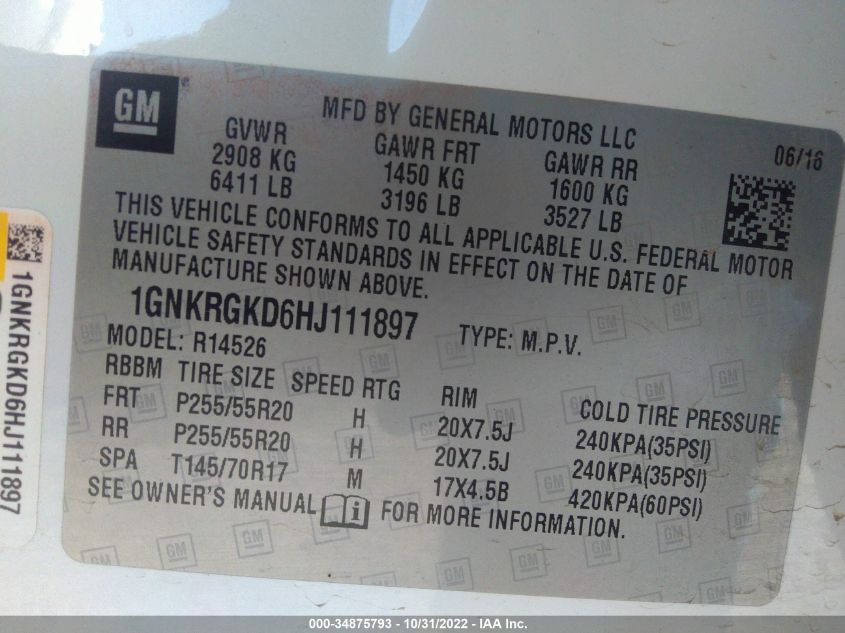 GM
MFD BY GENERAL MOTORS LLC
06/16
GVWR GAWR FRT GAWR RR
2908 KG 1450 KG 1600 KG
6411 LB 3196 LB 3527 LB
THIS VEHICLE CONFORMS TO ALL APPLICABLE U.S. FEDERAL MOTOR
VEHICLE SAFETY STANDARDS IN EFFECT ON THE DATE OF
MANUFACTURE SHOWN ABOVE.
1GNKRGKD6HJ111897 TYPE: M.P.V.
MODEL: R14526
RBBM TIRE SIZE SPEED RTG RIM COLD TIRE PRESSURE
FRT P255/55R20 H 20X7.5J 240KPA(35PSI)
RR P255/55R20 H 20X7.5J 240KPA(35PSI)
SPA T145/70R17 M 17X4.5B 420KPA(60PSI)
SEE OWNER'S MANUAL i FOR MORE INFORMATION.
1GNKRGKD6HJ111897
000-34875793 - 10/31/2022 - IAA Inc.